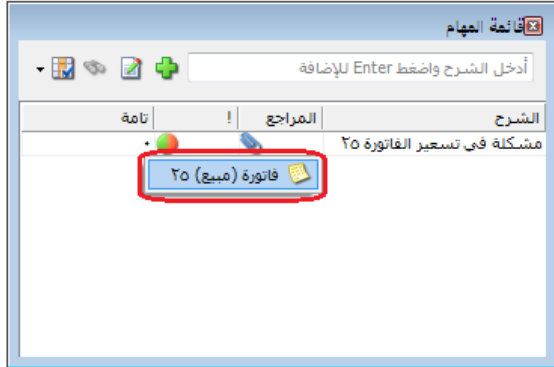 قائمة المهام
أدخل الشرح واضغط Enter للإضافة
الشرح المراجع ! تامة
مشكلة في تسعير الفاتورة ٢٥
فاتورة (مبيع) ٢٥